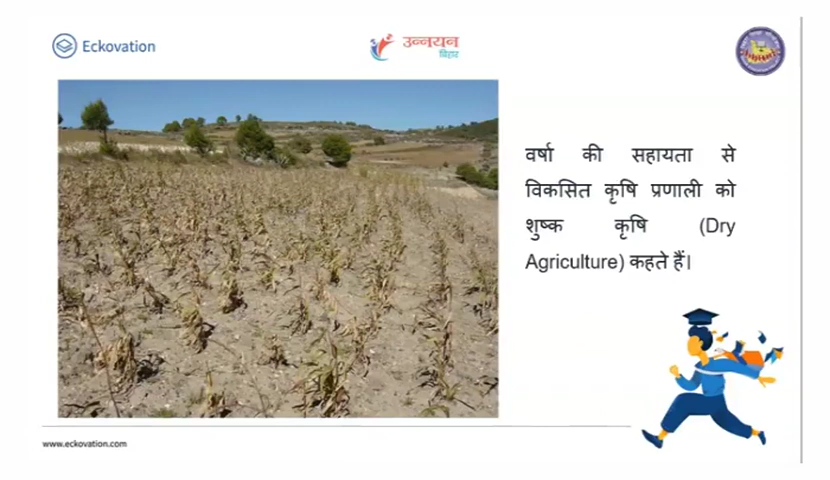 Eckovation
उन्नयन
बिहार
वर्षा की सहायता से
विकसित कृषि प्रणाली को
शुष्क कृषि (Dry
Agriculture) कहते हैं।
www.eckovation.com